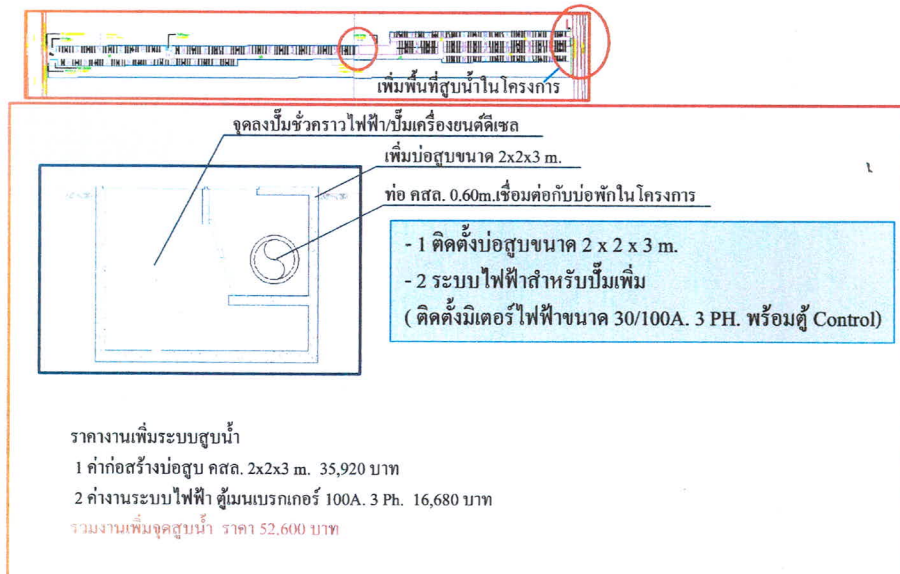 เพิ่มพื้นที่สูบน้ำในโครงการ
จุดลงปั๊มชั่วคราวไฟฟ้า/ปั๊มเครื่องยนต์ดีเซล
เพิ่มบ่อสูบขนาด 2x2x3 m.
ท่อ คสล. 0.60m.เชื่อมต่อกับบ่อพักในโครงการ
- 1 ติดตั้งบ่อสูบขนาด 2 x 2 x 3 m.
- 2 ระบบไฟฟ้าสำหรับปั๊มเพิ่ม
( ติดตั้งมิเตอร์ไฟฟ้าขนาด 30/100A. 3 PH. พร้อมตู้ Control)
ราคางานเพิ่มระบบสูบน้ำ
1 ค่าก่อสร้างบ่อสูบ คสล. 2x2x3 m. 35,920 บาท
2 ค่างานระบบไฟฟ้า ตู้เมนเบรกเกอร์ 100A. 3 Ph. 16,680 บาท
รวมงานเพิ่มจุดสูบน้ำ ราคา 52,600 บาท